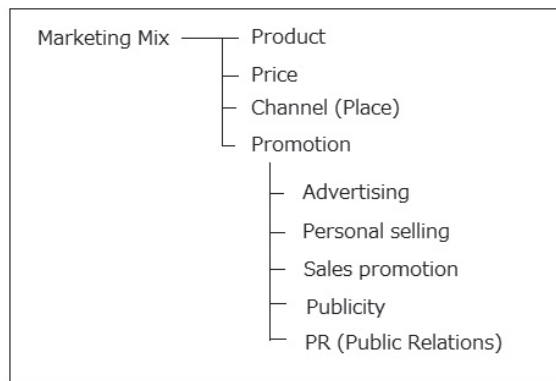 Marketing Mix Product
Price
Channel (Place)
Promotion
Advertising
Personal selling
Sales promotion
Publicity
PR (Public Relations)